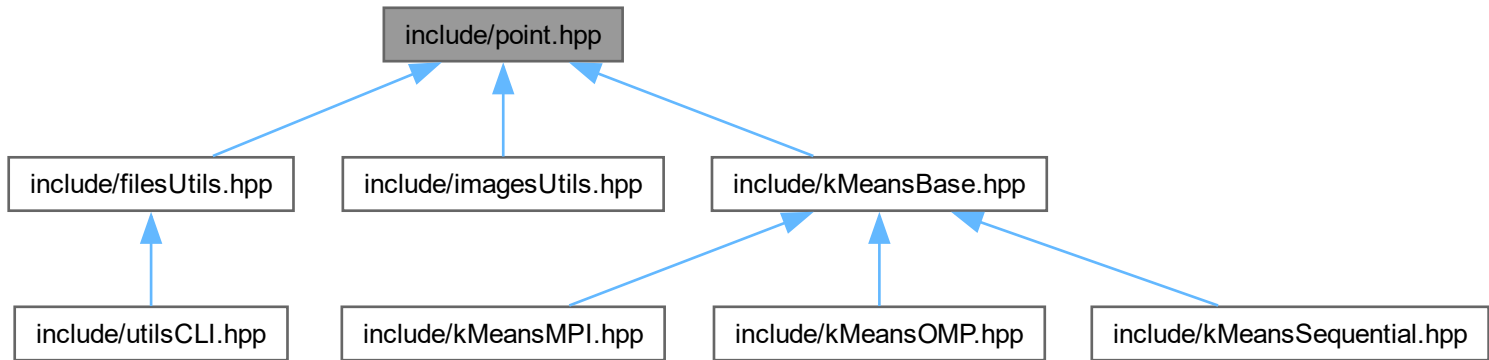 include/point.hpp
include/filesUtils.hpp
include/imagesUtils.hpp
include/kMeansBase.hpp
include/utilsCLI.hpp
include/kMeansMPI.hpp
include/kMeansOMP.hpp
include/kMeansSequential.hpp